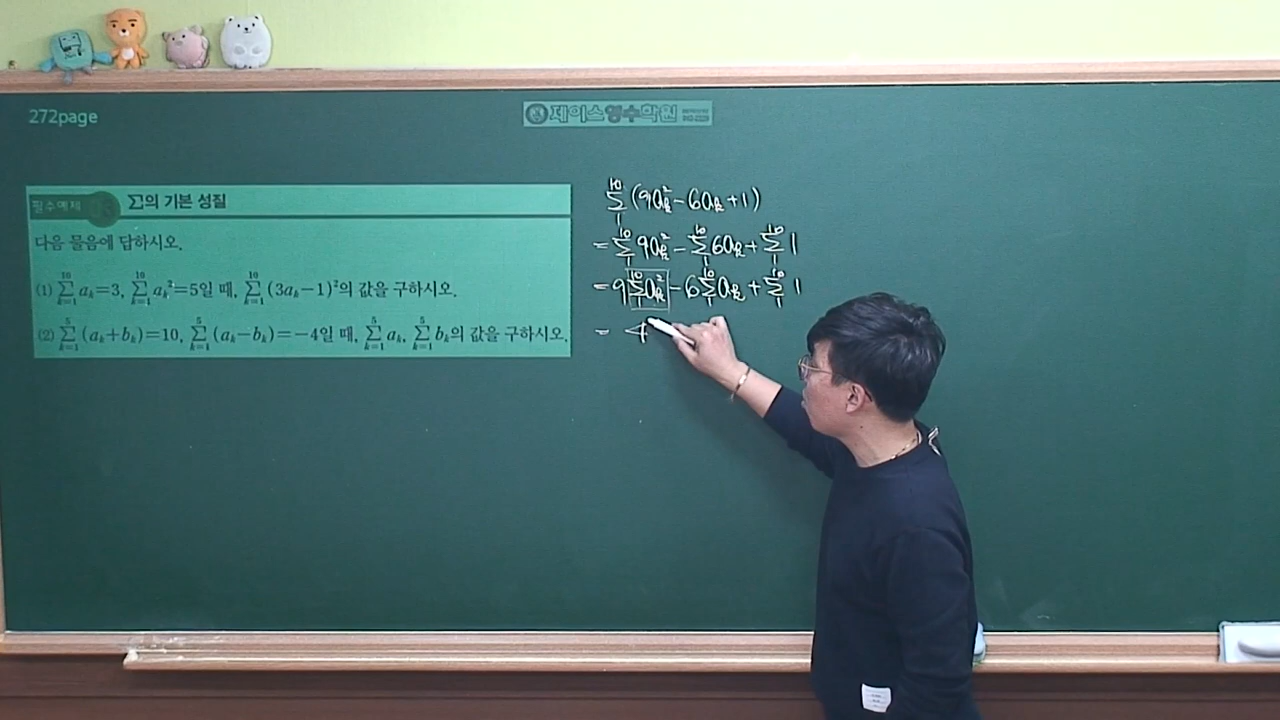 272page
제이스영수학원
필수예제
Σ의 기본 성질
다음 물음에 답하시오.
(1) \sum_{k=1}^{10} a_k=3, \sum_{k=1}^{10} a_k^2=5일 때, \sum_{k=1}^{10} (3a_k-1)^2의 값을 구하시오.
(2) \sum_{k=1}^{5} (a_k+b_k)=10, \sum_{k=1}^{5} (a_k-b_k)=-4일 때, \sum_{k=1}^{5} a_k, \sum_{k=1}^{5} b_k의 값을 구하시오.
\sum_{1}^{10} (9a_k^2-6a_k+1)
= \sum_{1}^{10} 9a_k^2 - \sum_{1}^{10} 6a_k + \sum_{1}^{10} 1
= 9\sum_{1}^{10} a_k^2 - 6\sum_{1}^{10} a_k + \sum_{1}^{10} 1
= 4